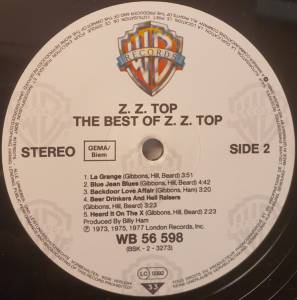 WB
RECORDS
Z. Z. TOP
THE BEST OF Z. Z. TOP
STEREO
GEMA/
Biem
SIDE 2
1. La Grange (Gibbons, Hill, Beard) 3:51
2. Blue Jean Blues (Gibbons, Hill, Beard) 4:42
3. Backdoor Love Affair (Gibbons, Ham) 3:20
4. Beer Drinkers And Hell Raisers
(Gibbons, Hill, Beard) 3:23
5. Heard It On The X (Gibbons, Hill, Beard) 2:23
Produced by Billy Ham
℗ 1973, 1975, 1977 London Records, Inc.
WB 56 598
(BSK - 2 - 3273)
LC 0392
33